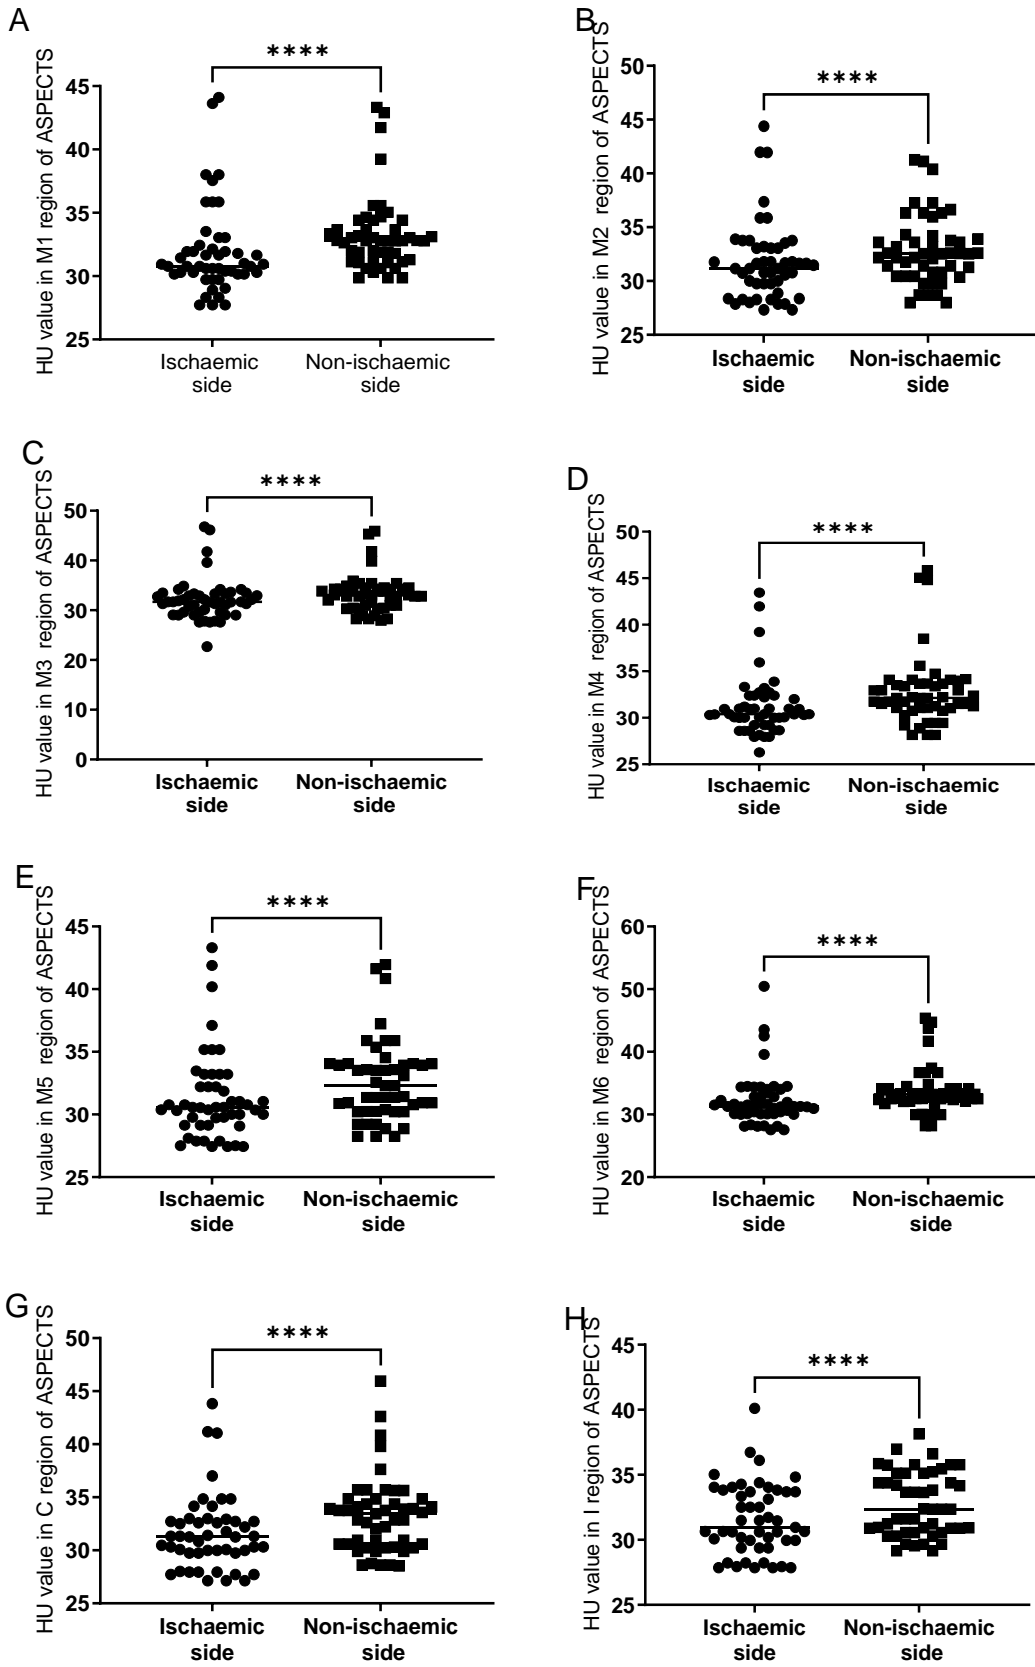 A
HU value in M1 region of ASPECTS
****
45
40
35
30
25
Ischaemic
side
Non-ischaemic
side
B
HU value in M2 region of ASPECTS
****
50
45
40
35
30
25
Ischaemic
side
Non-ischaemic
side
C
HU value in M3 region of ASPECTS
****
50
40
30
20
10
0
Ischaemic
side
Non-ischaemic
side
D
HU value in M4 region of ASPECTS
****
50
45
40
35
30
25
Ischaemic
side
Non-ischaemic
side
E
HU value in M5 region of ASPECTS
****
45
40
35
30
25
Ischaemic
side
Non-ischaemic
side
F
HU value in M6 region of ASPECTS
****
60
50
40
30
20
Ischaemic
side
Non-ischaemic
side
G
HU value in C region of ASPECTS
****
50
45
40
35
30
25
Ischaemic
side
Non-ischaemic
side
H
HU value in I region of ASPECTS
****
45
40
35
30
25
Ischaemic
side
Non-ischaemic
side